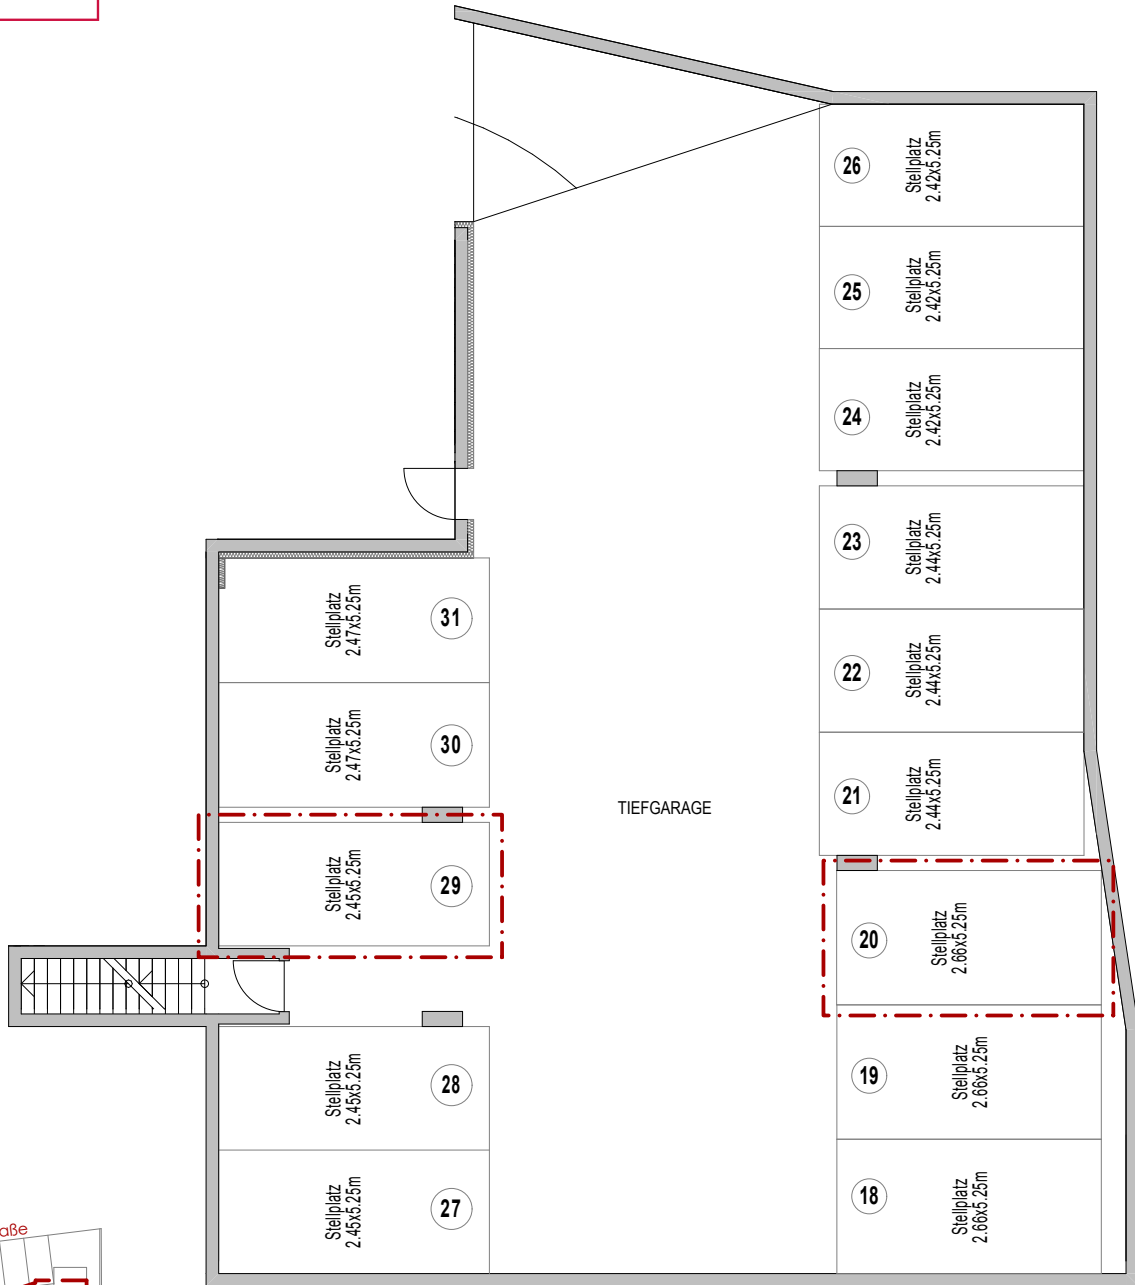 26
Stellplatz
2.42x5.25m
25
Stellplatz
2.42x5.25m
24
Stellplatz
2.42x5.25m
23
Stellplatz
2.44x5.25m
22
Stellplatz
2.44x5.25m
21
Stellplatz
2.44x5.25m
20
Stellplatz
2.66x5.25m
19
Stellplatz
2.66x5.25m
18
Stellplatz
2.66x5.25m
TIEFGARAGE
Stellplatz
2.47x5.25m
31
Stellplatz
2.47x5.25m
30
Stellplatz
2.45x5.25m
29
Stellplatz
2.45x5.25m
28
Stellplatz
2.45x5.25m
27
aße